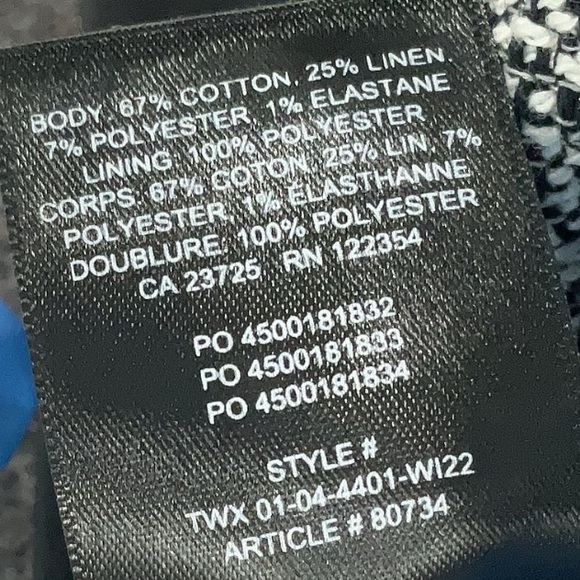 BODY. 67% COTTON, 25% LINEN.
7% POLYESTER, 1% ELASTANE
LINING. 100% POLYESTER
CORPS. 67% COTON, 25% LIN, 7%
POLYESTER, 1% ELASTHANNE
DOUBLURE. 100% POLYESTER
CA 23725 RN 122354
PO 4500181832
PO 4500181833
PO 4500181834
STYLE #
TWX 01-04-4401-WI22
ARTICLE # 80734